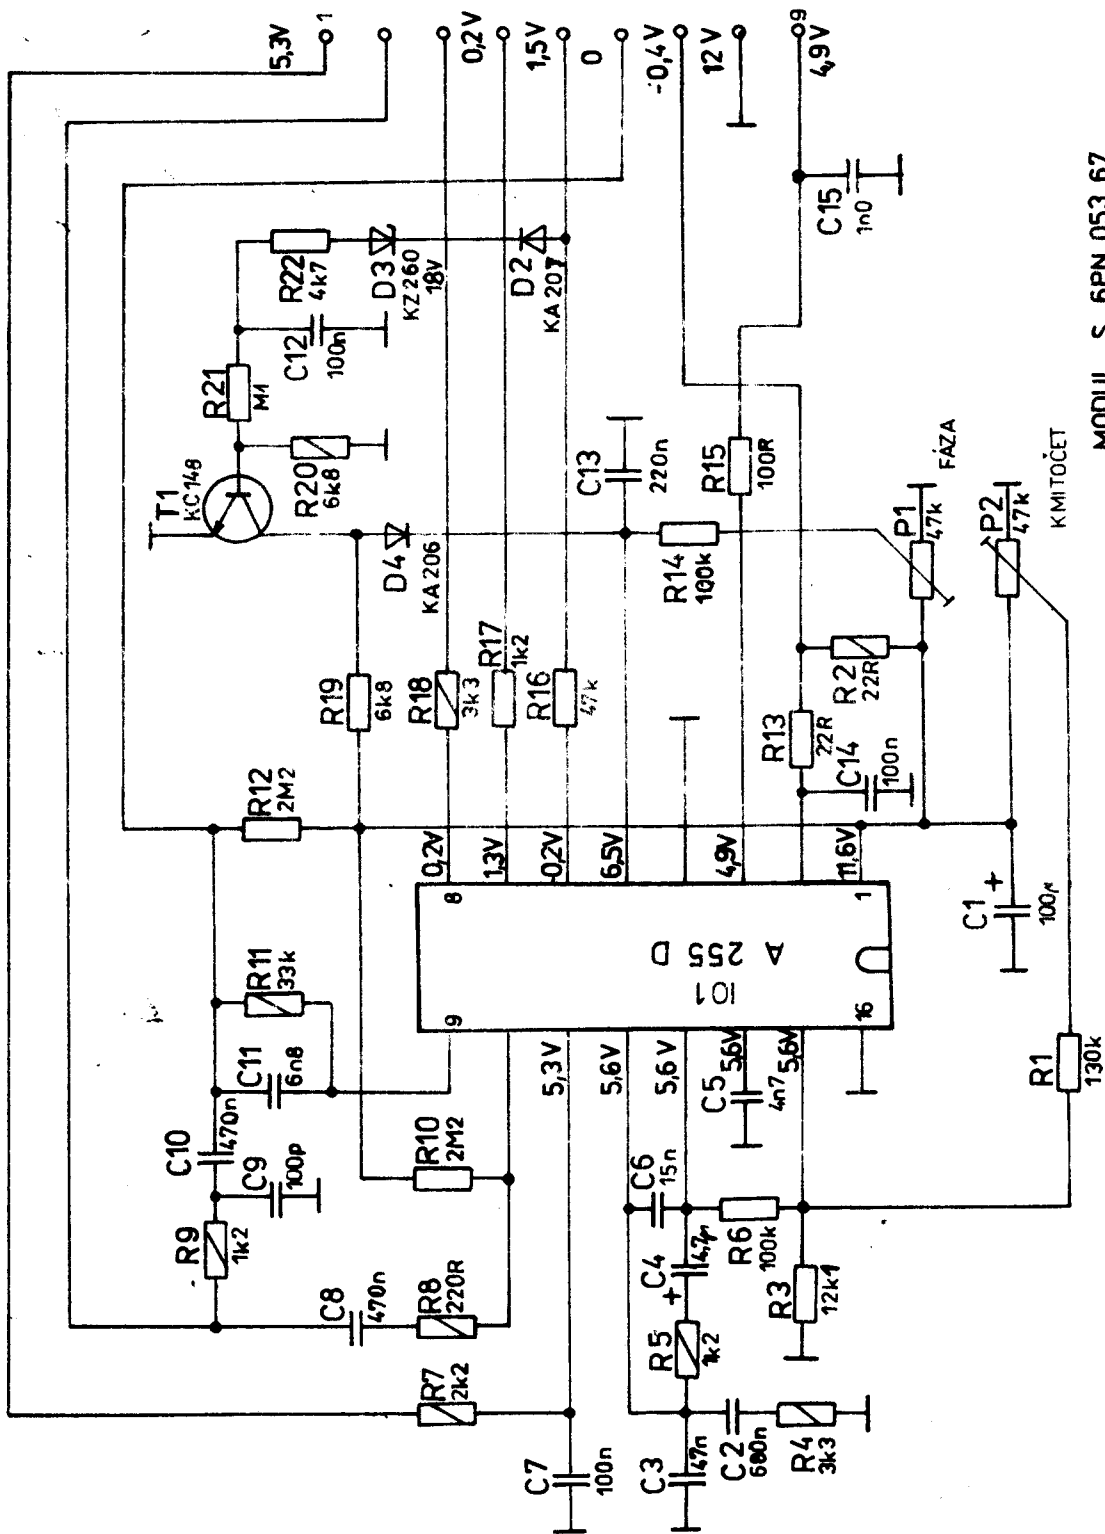 5,3V
1
0,2V
1,5V
0
-0,4V
12V
4,9V
9
T1
KC148
R21
M1
R22
4k7
D3
KZ260
18V
C12
100n
R20
6k8
D2
KA207
D4
KA206
C13
220n
C15
1n0
R15
100R
R14
100k
FÁZA
P1
47k
P2
47k
KMITOČET
R19
6k8
R18
3k3
R17
1k2
R16
47k
R2
22R
R13
22R
C14
100n
R12
2M2
0,2V
1,3V
0,2V
6,5V
4,9V
11,6V
8
1
IO1
A 255 D
9
16
C1
+
100µ
R11
33k
C11
6n8
C10
470n
C9
100p
R9
1k2
R10
2M2
5,3V
5,6V
5,6V
5,6V
5,6V
C5
4n7
R1
130k
C8
470n
R8
220R
C6
15n
C4
4,7µ
+
R6
100k
R5
1k2
R3
12k1
R7
2k2
C7
100n
C3
47n
C2
680n
R4
3k3
MODUL S 6PN 053 67